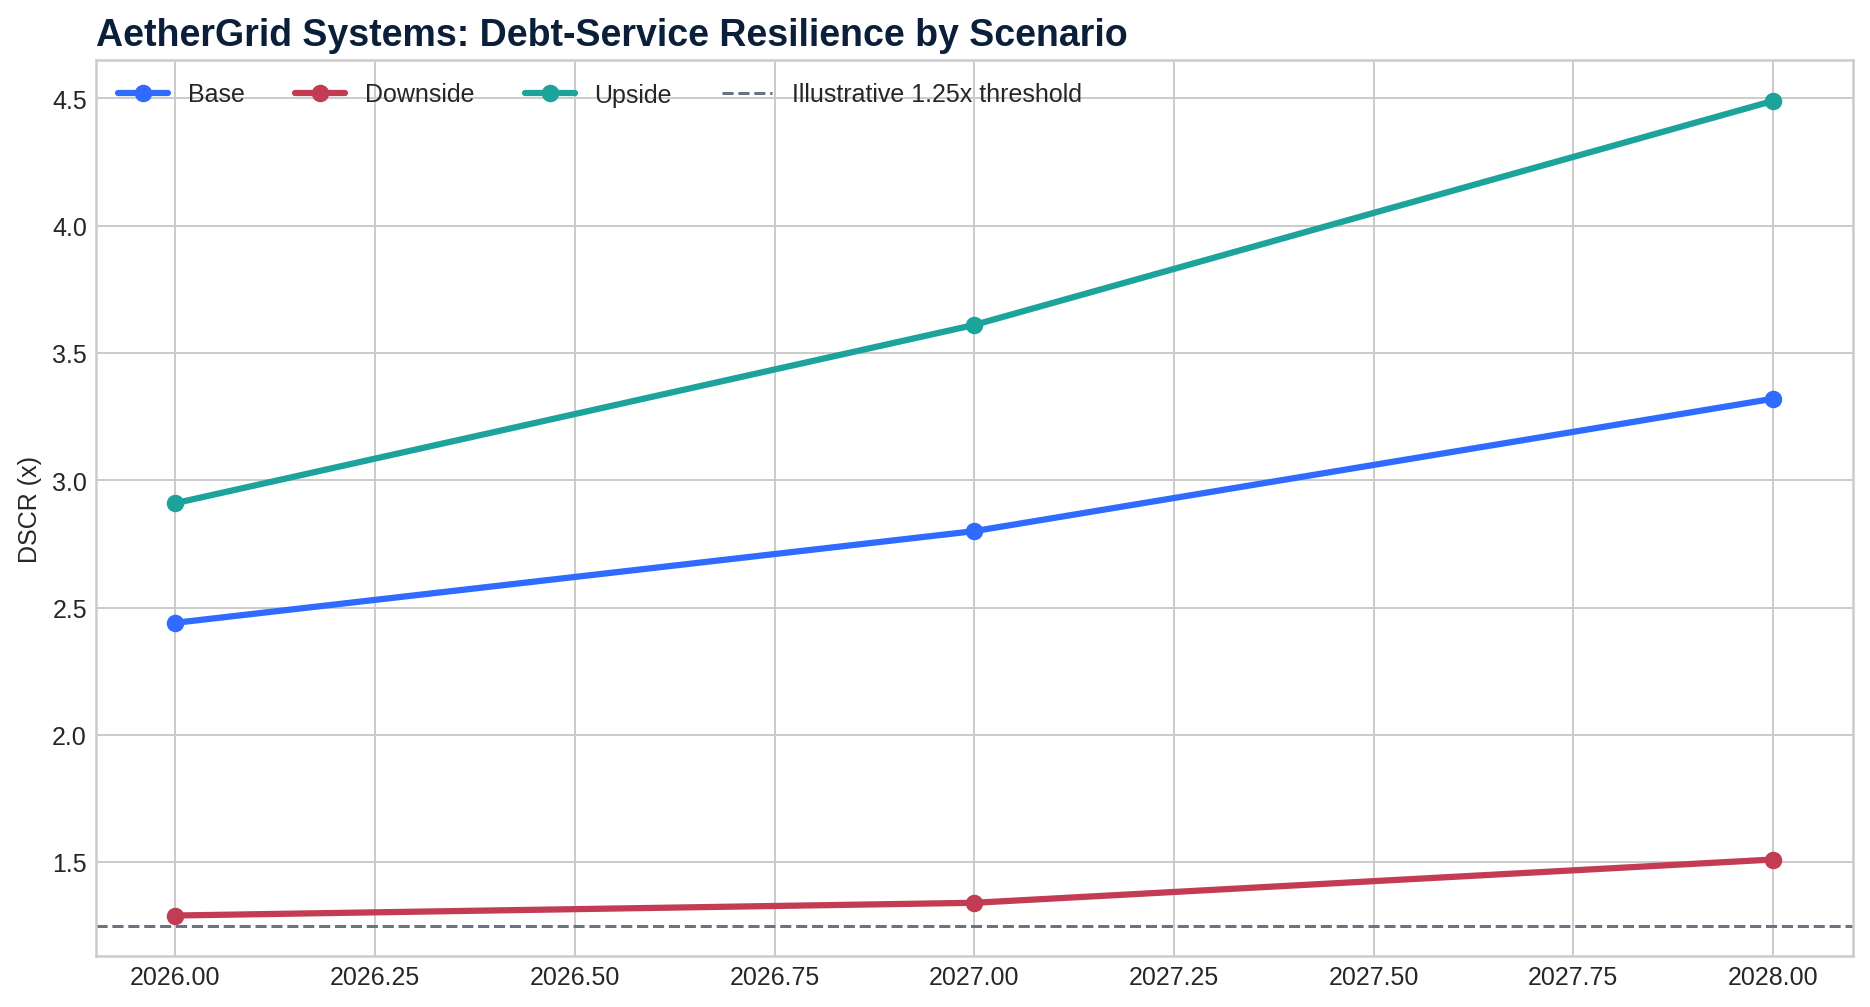 AetherGrid Systems: Debt-Service Resilience by Scenario
Base Downside Upside Illustrative 1.25x threshold
DSCR (x)
4.5
4.0
3.5
3.0
2.5
2.0
1.5
2026.00 2026.25 2026.50 2026.75 2027.00 2027.25 2027.50 2027.75 2028.00